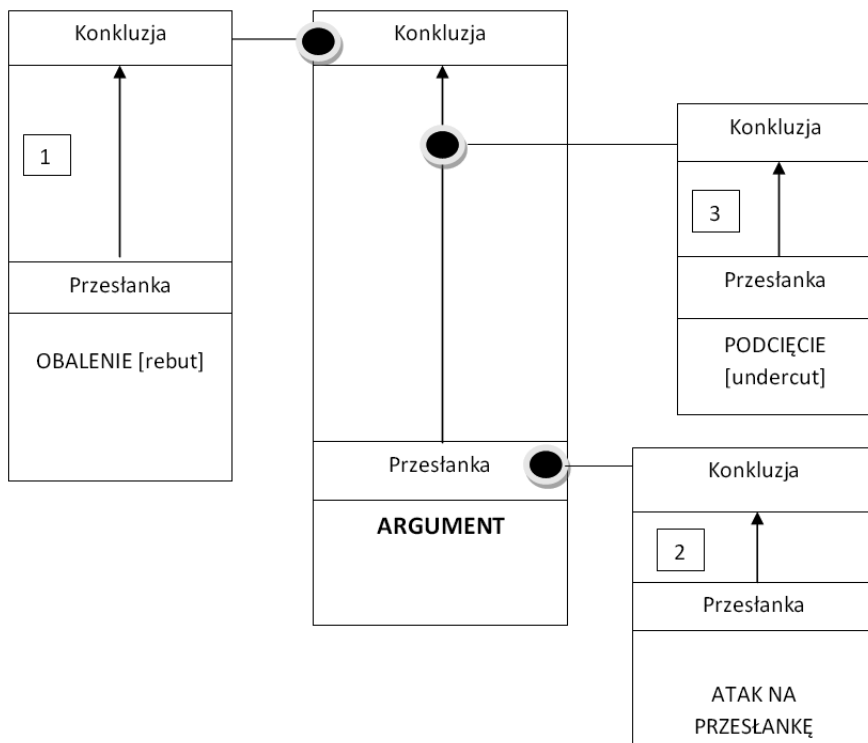 Konkluzja
1
Przesłanka
OBALENIE [rebut]
Konkluzja
Przesłanka
ARGUMENT
Konkluzja
3
Przesłanka
PODCIĘCIE
[undercut]
Konkluzja
2
Przesłanka
ATAK NA
PRZESŁANKĘ